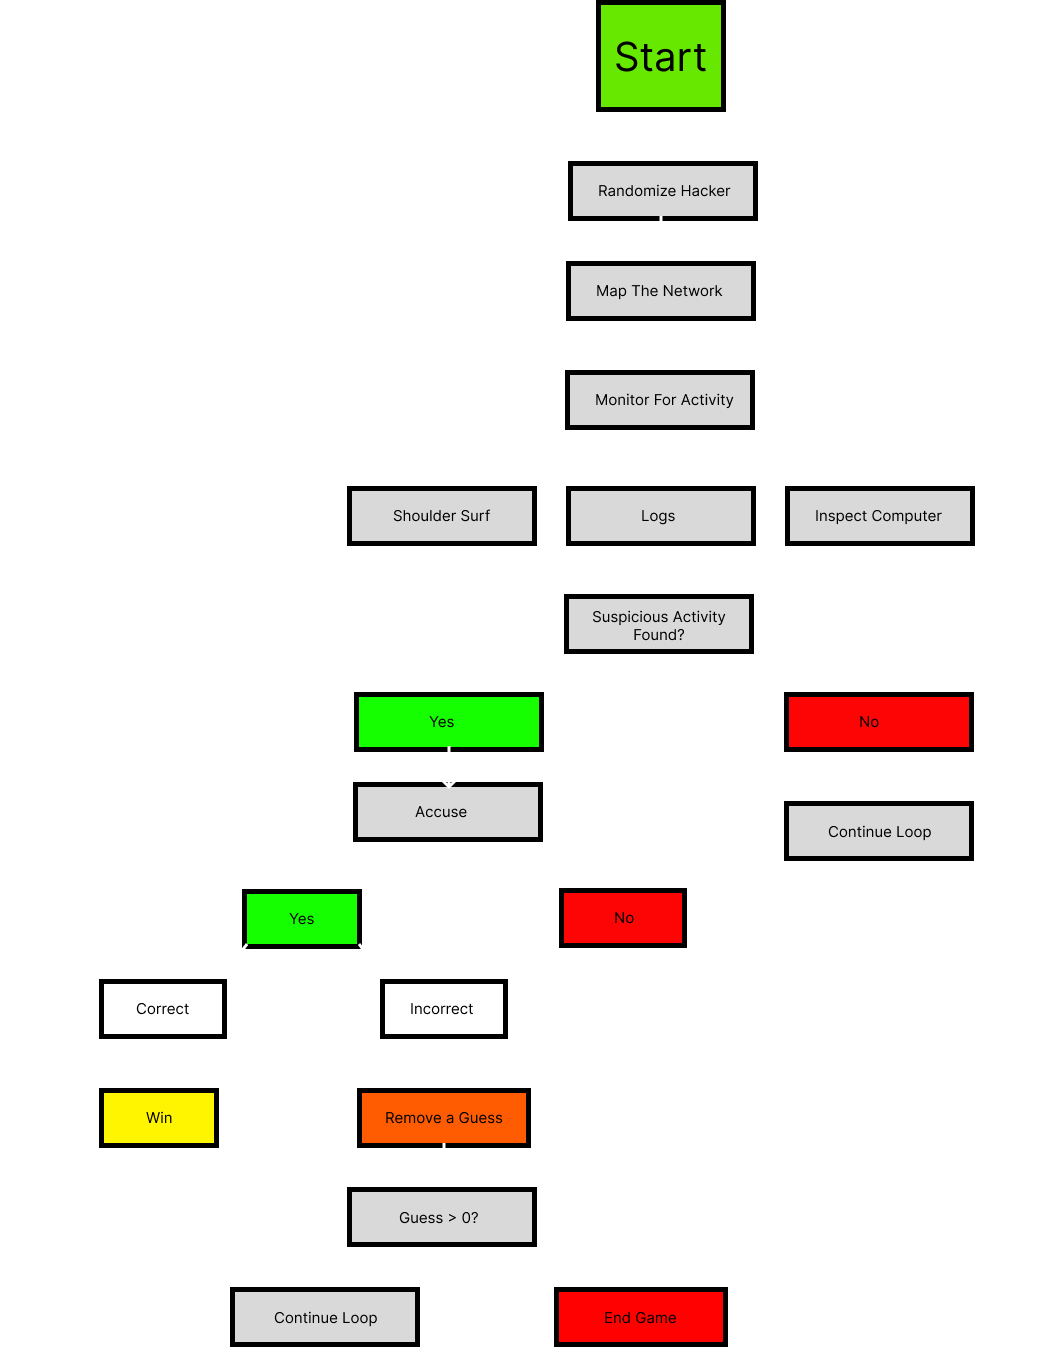 Start
Randomize Hacker
Map The Network
Monitor For Activity
Shoulder Surf
Logs
Inspect Computer
Suspicious Activity
Found?
Yes
No
Accuse
Continue Loop
Yes
No
Correct
Incorrect
Win
Remove a Guess
Guess > 0?
Continue Loop
End Game